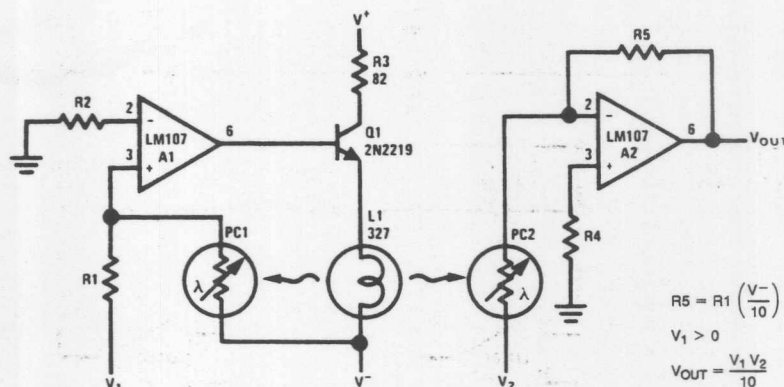 V+
R3
82
R5
R2
2
−
LM107
A1
3
+
6
Q1
2N2219
2
−
LM107
A2
3
+
6
VOUT
R1
PC1
λ
L1
327
PC2
λ
R4
R5 = R1 (V−/10)
V1 > 0
VOUT = V1 V2/10
V1
V−
V2